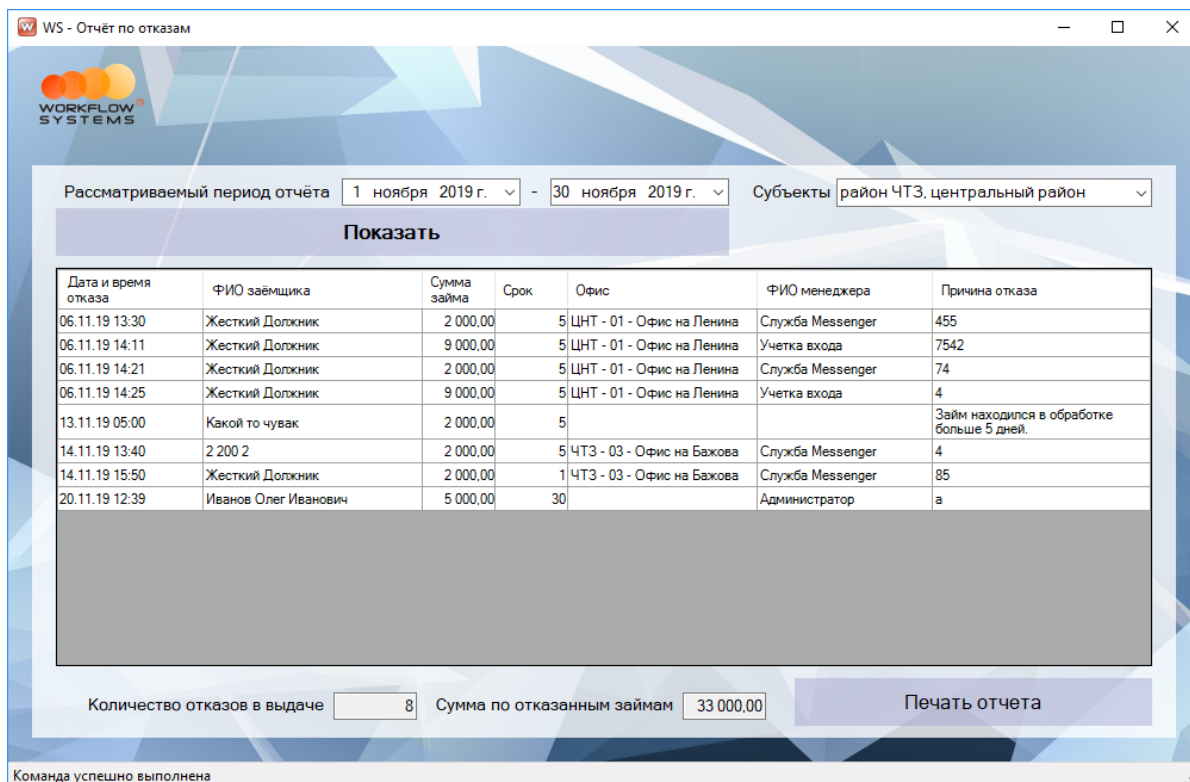 WS - Отчёт по отказам
WORKFLOW
SYSTEMS
Рассматриваемый период отчёта 1 ноября 2019 г. - 30 ноября 2019 г. Субъекты район ЧТЗ, центральный район
Показать
Дата и время отказа ФИО заёмщика Сумма займа Срок Офис ФИО менеджера Причина отказа
06.11.19 13:30 Жесткий Должник 2 000,00 5 ЦНТ - 01 - Офис на Ленина Служба Messenger 455
06.11.19 14:11 Жесткий Должник 9 000,00 5 ЦНТ - 01 - Офис на Ленина Учетка входа 7542
06.11.19 14:21 Жесткий Должник 2 000,00 5 ЦНТ - 01 - Офис на Ленина Служба Messenger 74
06.11.19 14:25 Жесткий Должник 9 000,00 5 ЦНТ - 01 - Офис на Ленина Учетка входа 4
13.11.19 05:00 Какой то чувак 2 000,00 5 Займ находился в обработке больше 5 дней.
14.11.19 13:40 2 200 2 2 000,00 5 ЧТЗ - 03 - Офис на Бажова Служба Messenger 4
14.11.19 15:50 Жесткий Должник 2 000,00 1 ЧТЗ - 03 - Офис на Бажова Служба Messenger 85
20.11.19 12:39 Иванов Олег Иванович 5 000,00 30 Администратор а
Количество отказов в выдаче 8 Сумма по отказанным займам 33 000,00 Печать отчета
Команда успешно выполнена